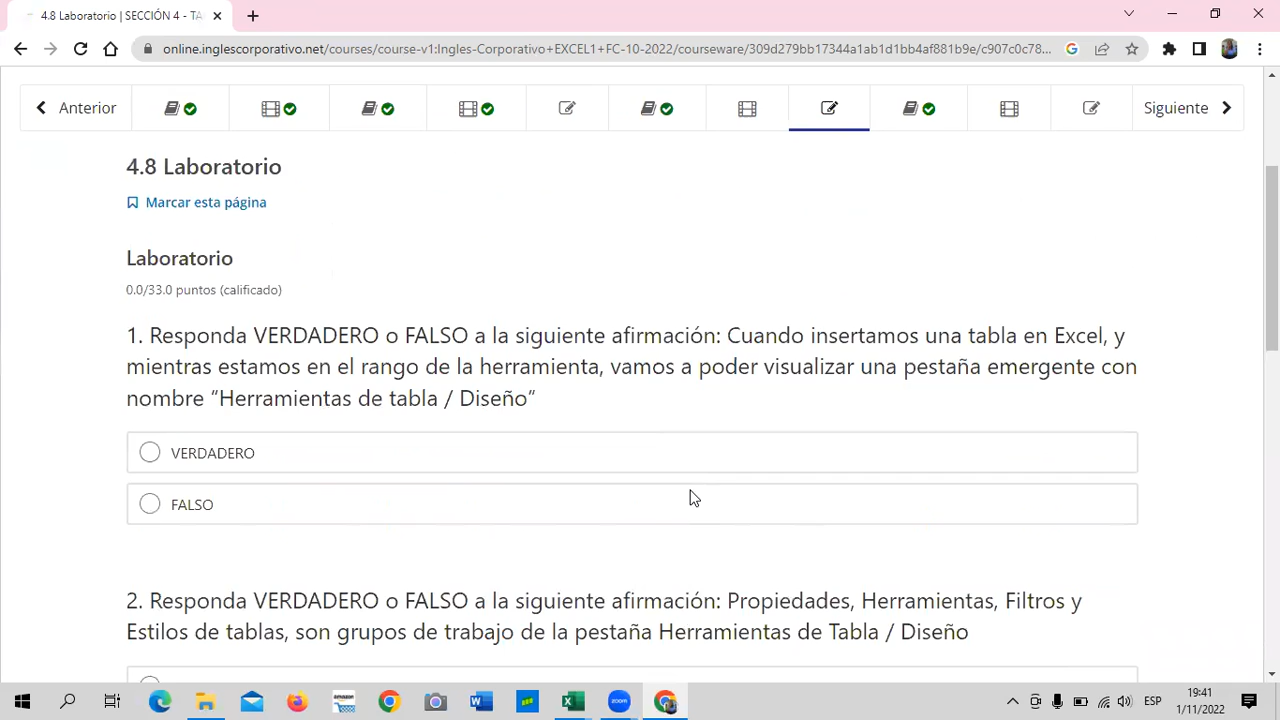 4.8 Laboratorio | SECCIÓN 4 - TA
online.inglescorporativo.net/courses/course-v1:Ingles-Corporativo+EXCEL1+FC-10-2022/courseware/309d279bb17344a1ab1d1bb4af881b9e/c907c0c78...
Anterior
Siguiente
4.8 Laboratorio
Marcar esta página
Laboratorio
0.0/33.0 puntos (calificado)
1. Responda VERDADERO o FALSO a la siguiente afirmación: Cuando insertamos una tabla en Excel, y
mientras estamos en el rango de la herramienta, vamos a poder visualizar una pestaña emergente con
nombre “Herramientas de tabla / Diseño”
VERDADERO
FALSO
2. Responda VERDADERO o FALSO a la siguiente afirmación: Propiedades, Herramientas, Filtros y
Estilos de tablas, son grupos de trabajo de la pestaña Herramientas de Tabla / Diseño
amazon
zoom
ESP
19:41
1/11/2022